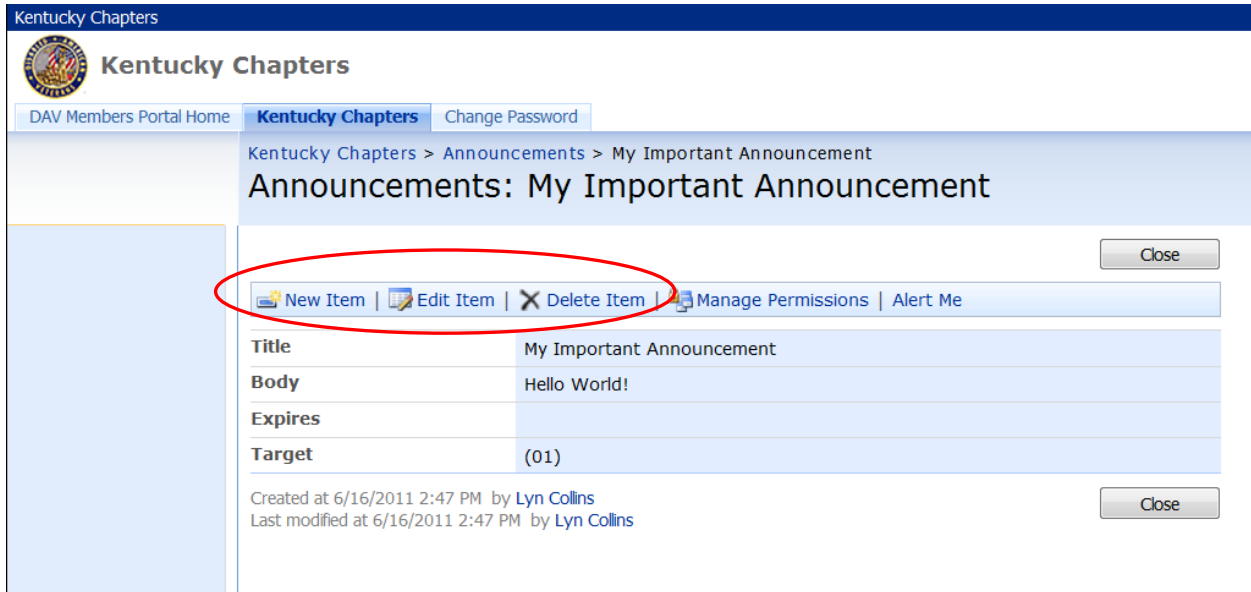 Kentucky Chapters
Kentucky Chapters
DAV Members Portal Home Kentucky Chapters Change Password
Kentucky Chapters > Announcements > My Important Announcement
Announcements: My Important Announcement
Close
New Item | Edit Item | Delete Item | Manage Permissions | Alert Me
Title My Important Announcement
Body Hello World!
Expires
Target (01)
Created at 6/16/2011 2:47 PM by Lyn Collins
Last modified at 6/16/2011 2:47 PM by Lyn Collins
Close